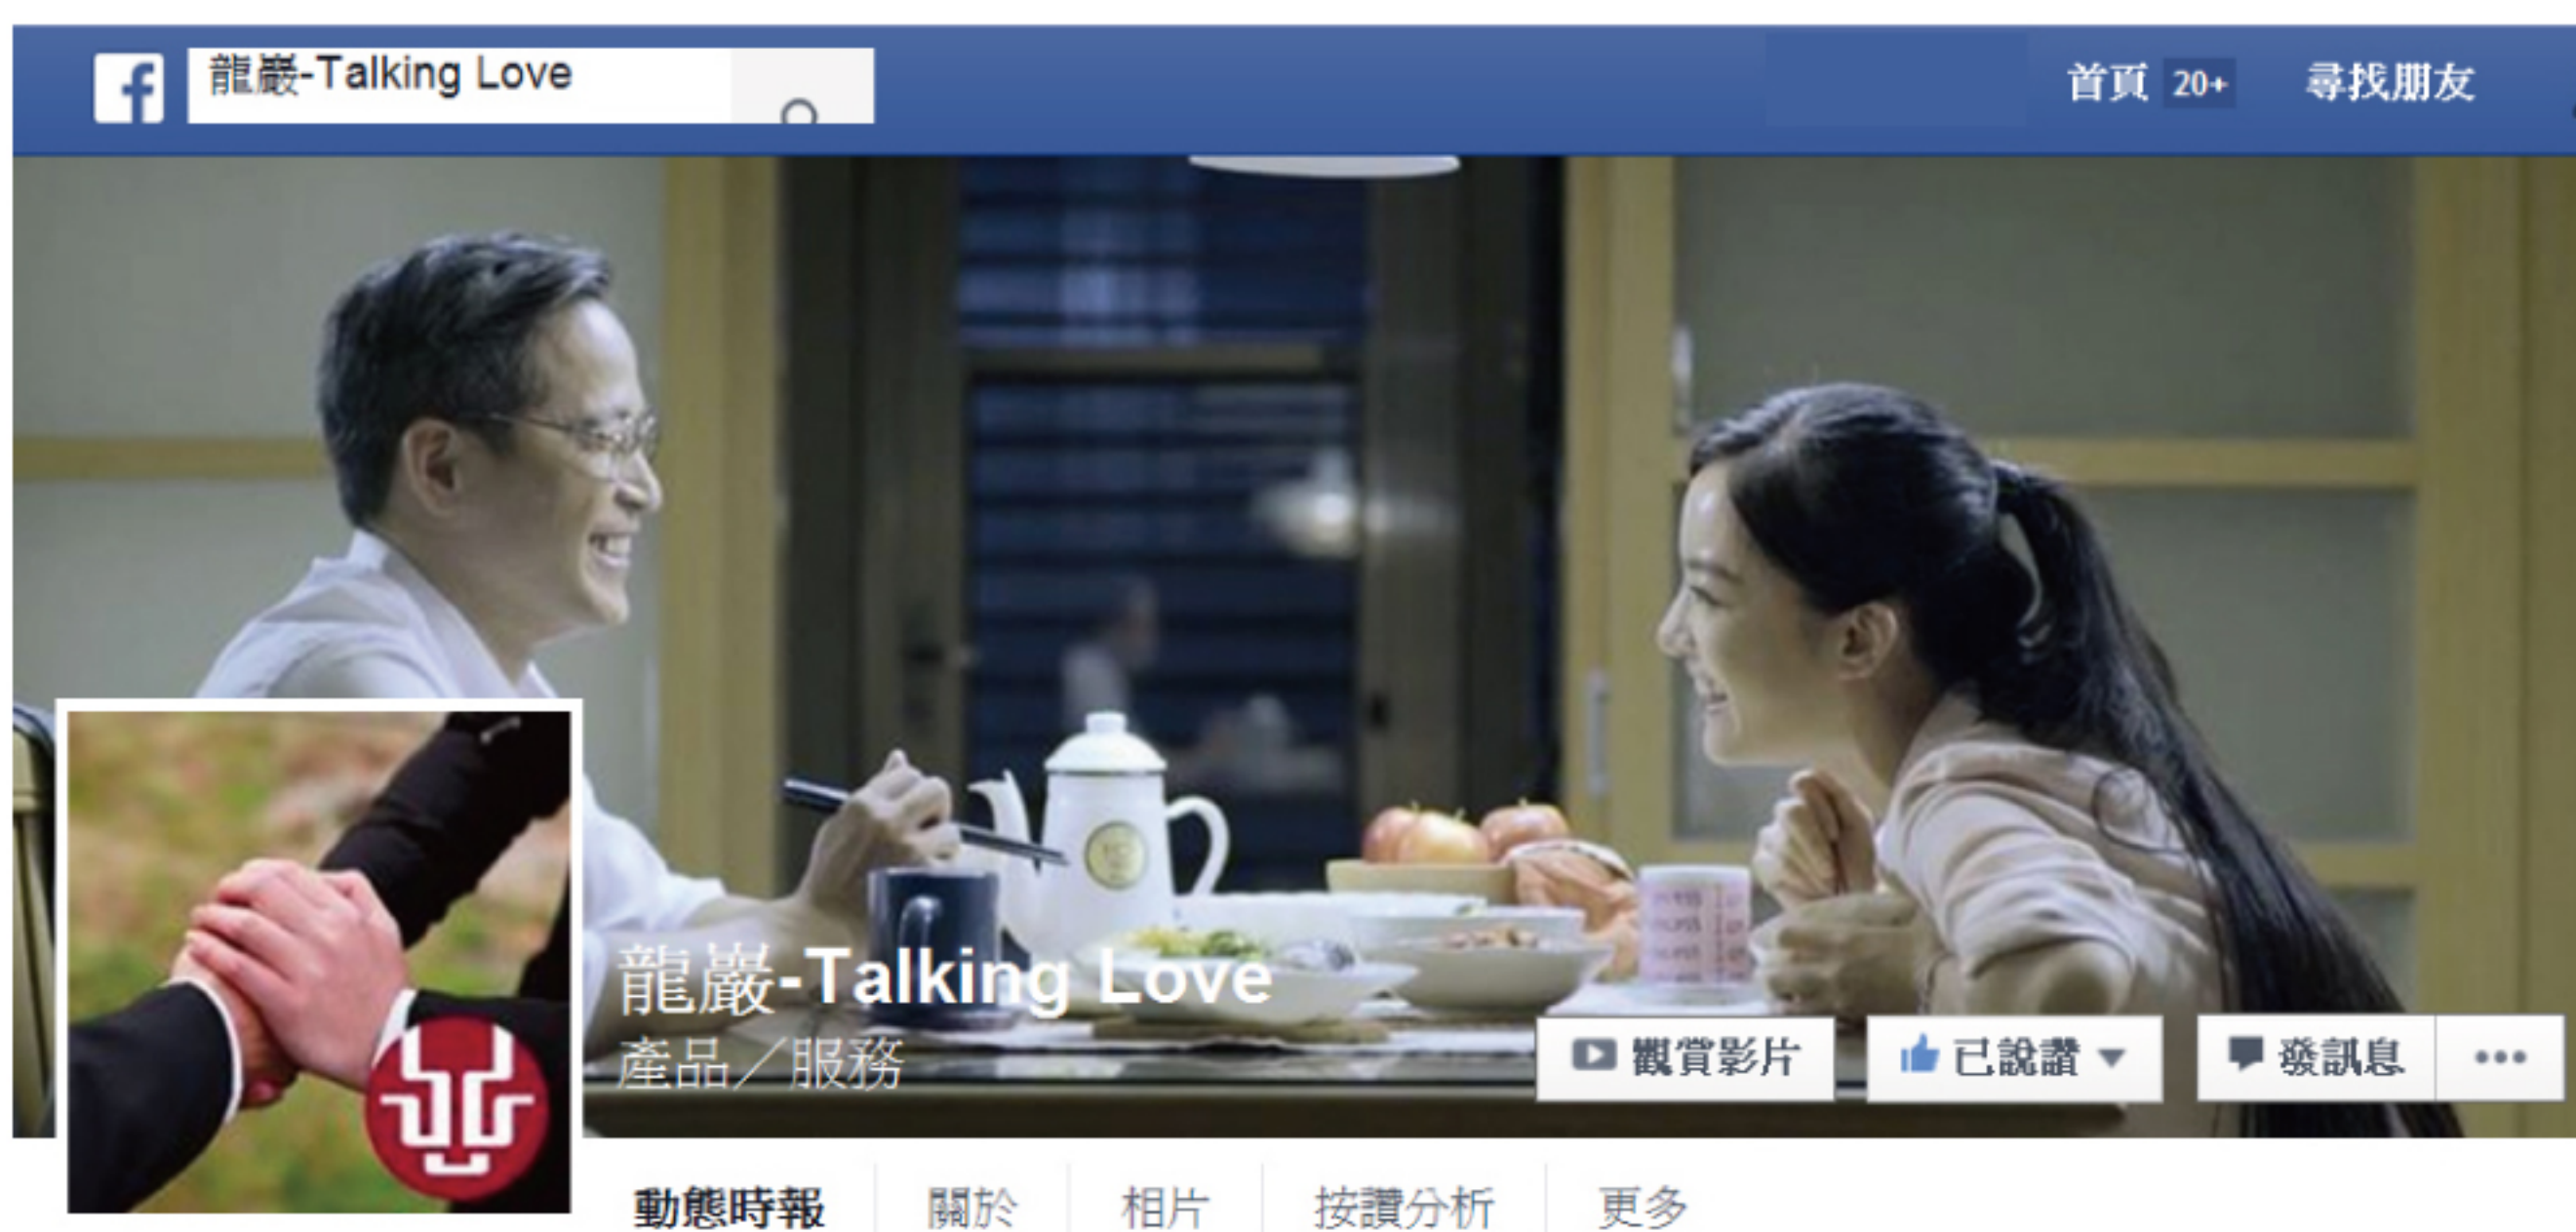 龍巖-Talking Love
首頁 20+ 尋找朋友
龍巖-Talking Love
產品／服務
觀賞影片 已說讚 發訊息
動態時報 關於 相片 按讚分析 更多